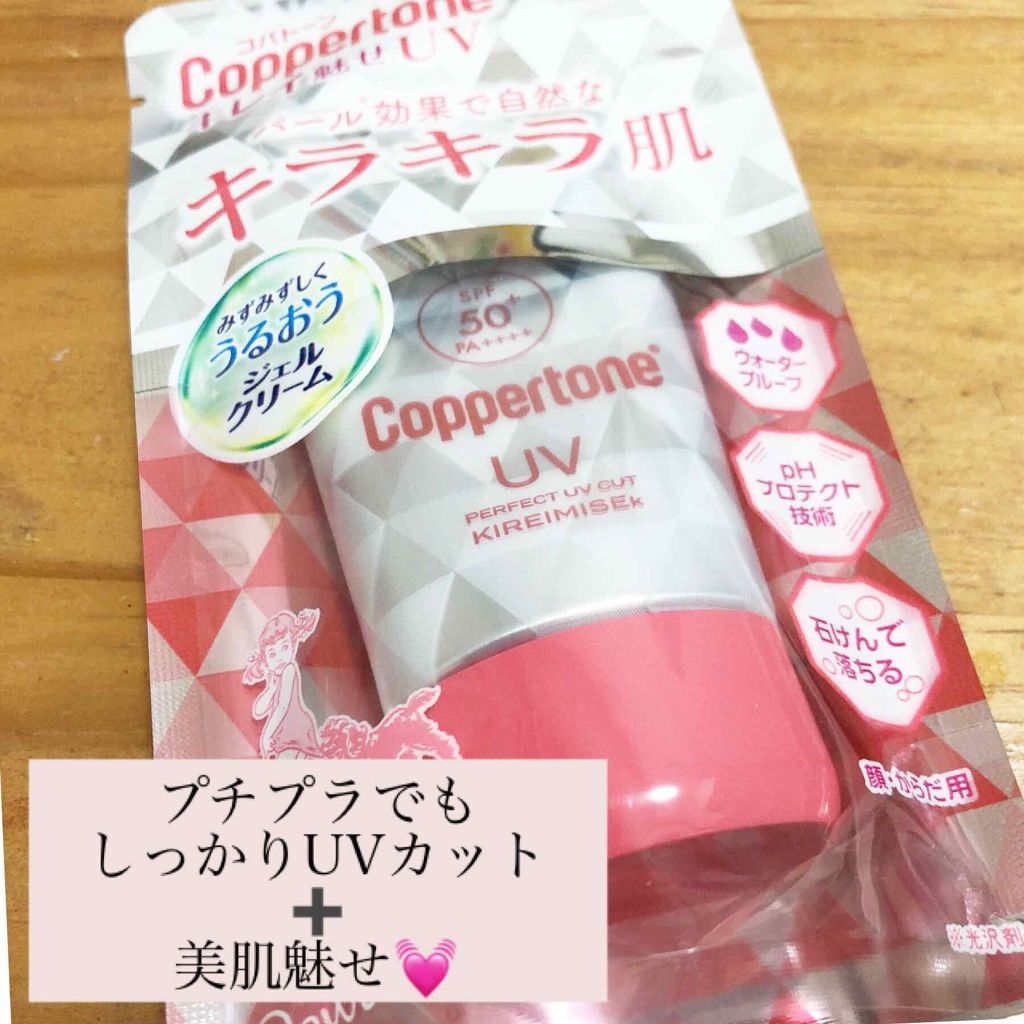 コパトーン
Coppertone
キレイ魅せUV
パール効果で自然な
キラキラ肌
みずみずしく
うるおう
ジェル
クリーム
SPF
50+
PA++++
Coppertone
UV
PERFECT UV CUT
KIREIMISEk
ウォーター
プルーフ
pH
プロテクト
技術
石けんで
落ちる
顔・からだ用
※光沢剤
プチプラでも
しっかりUVカット
➕
美肌魅せ💓